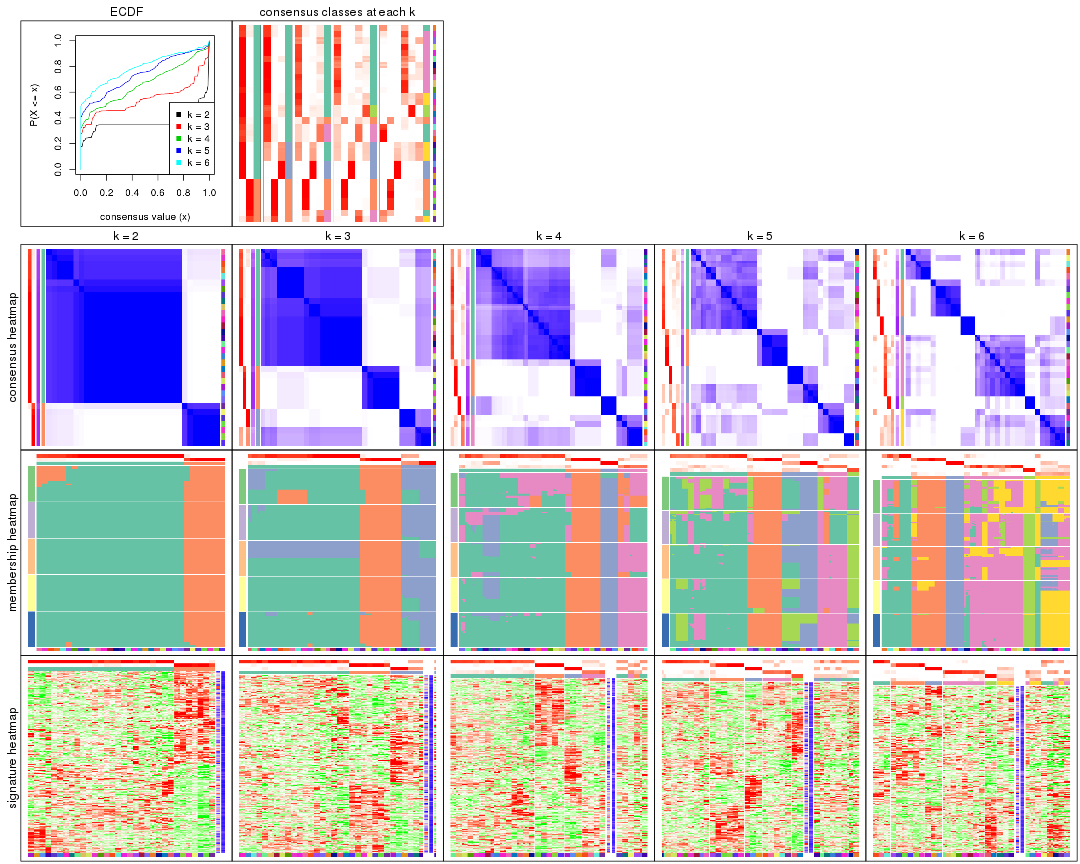 ECDF
consensus classes at each k
P(X <= x)
0.0
0.2
0.4
0.6
0.8
1.0
k = 2
k = 3
k = 4
k = 5
k = 6
0.0 0.2 0.4 0.6 0.8 1.0
consensus value (x)
k = 2 k = 3 k = 4 k = 5 k = 6
consensus heatmap
membership heatmap
signature heatmap